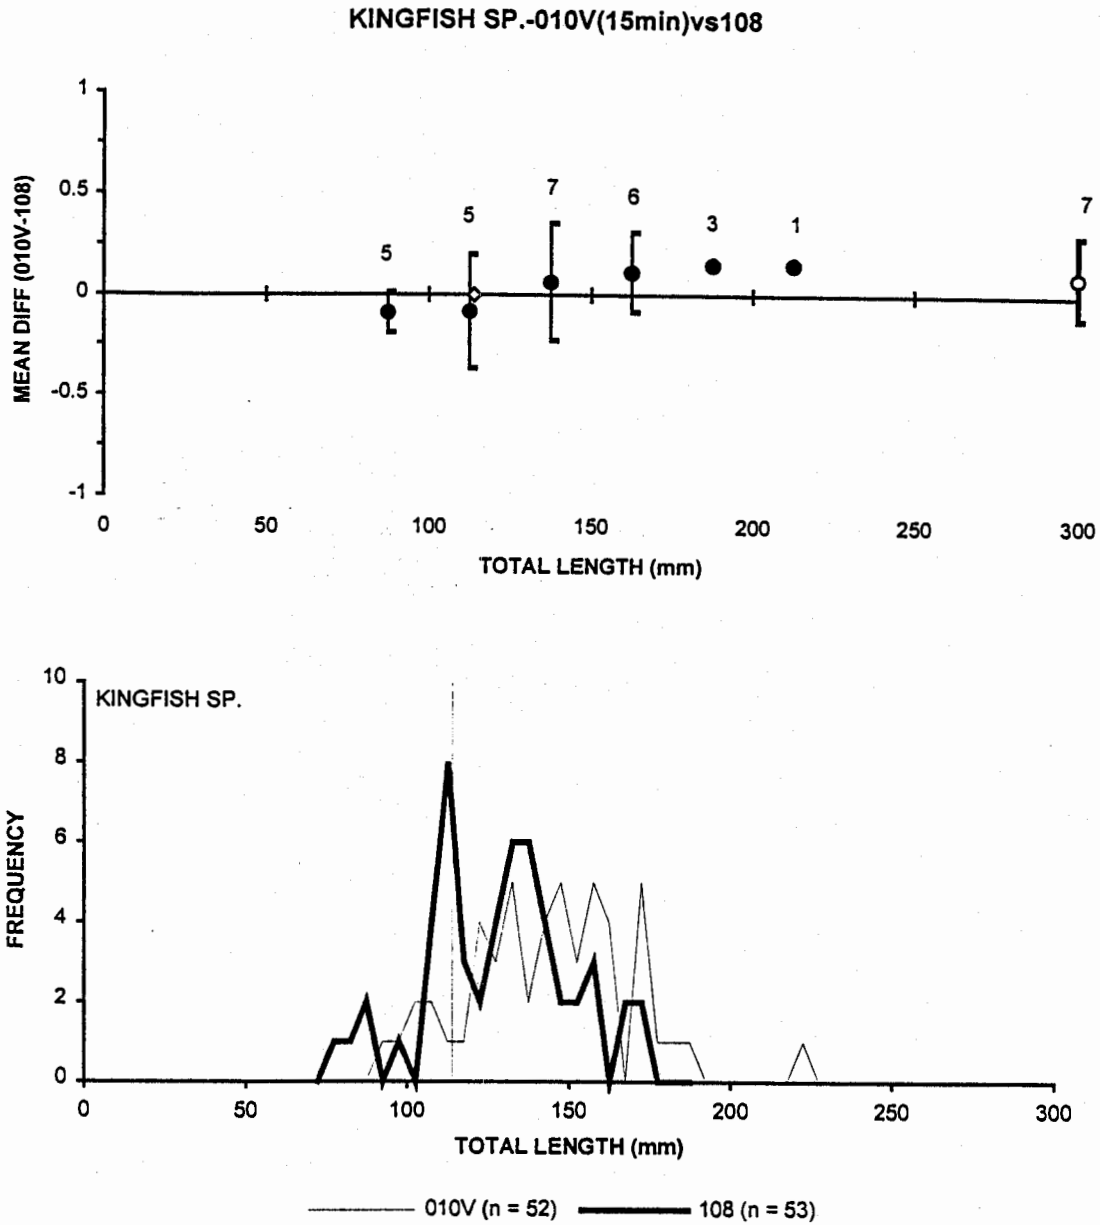 KINGFISH SP.-010V(15min)vs108
MEAN DIFF (010V-108)
1
0.5
0
-0.5
-1
5
5
7
6
3
1
7
0 50 100 150 200 250 300
TOTAL LENGTH (mm)
KINGFISH SP.
FREQUENCY
10
8
6
4
2
0
0 50 100 150 200 250 300
TOTAL LENGTH (mm)
010V (n = 52) 108 (n = 53)